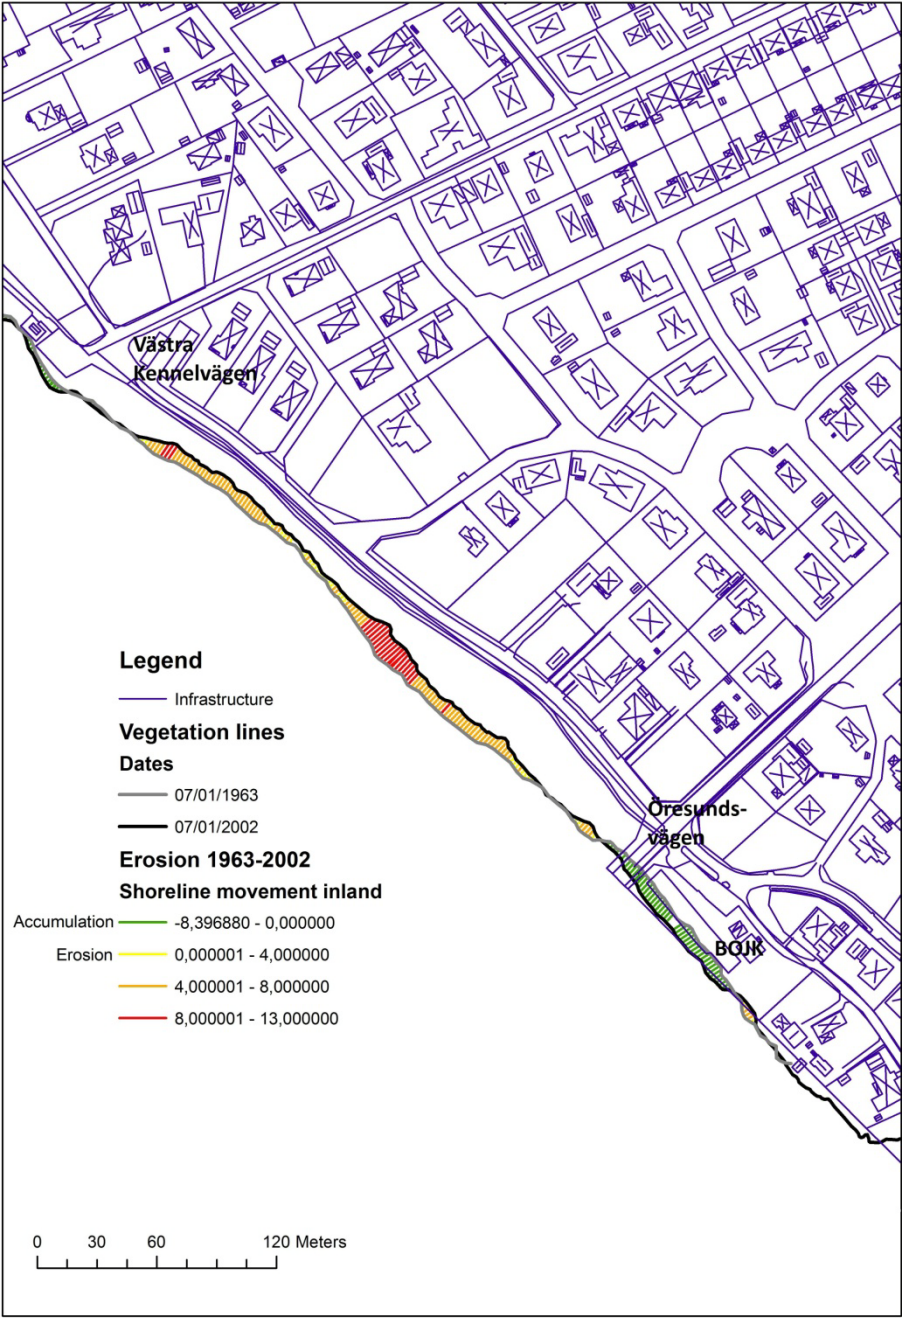 Västra
Kennelvägen
Legend
Infrastructure
Vegetation lines
Dates
07/01/1963
07/01/2002
Öresunds-
vägen
Erosion 1963-2002
Shoreline movement inland
Accumulation -8,396880 - 0,000000
Erosion 0,000001 - 4,000000
BOJK
4,000001 - 8,000000
8,000001 - 13,000000
0 30 60 120 Meters